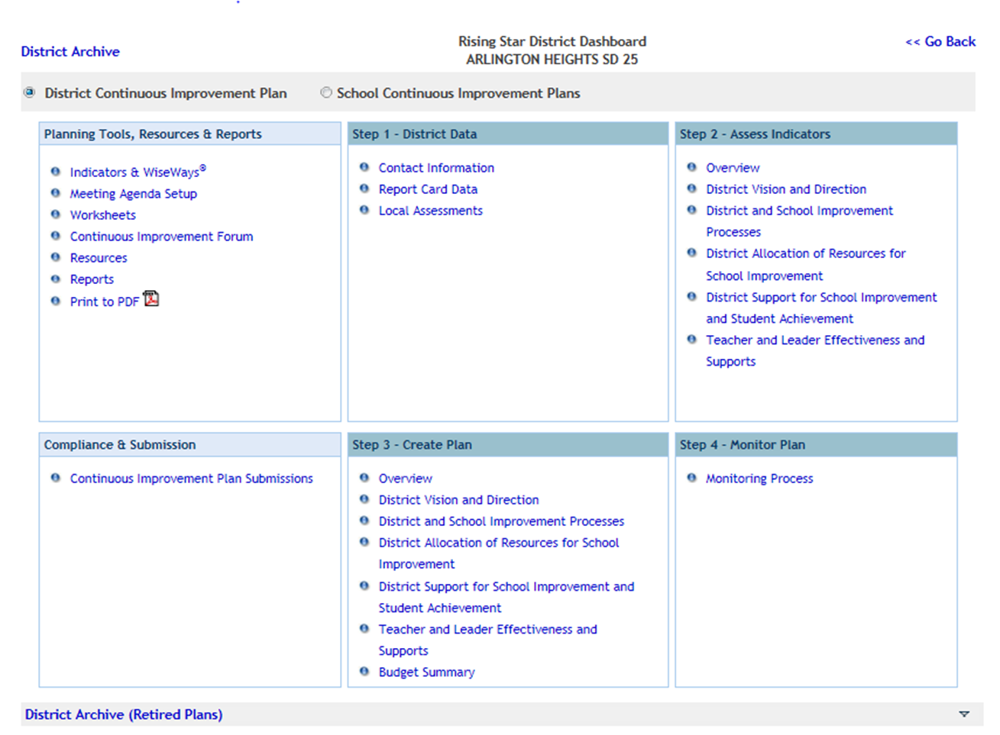 District Archive
Rising Star District Dashboard
ARLINGTON HEIGHTS SD 25
<< Go Back
District Continuous Improvement Plan
School Continuous Improvement Plans
Planning Tools, Resources & Reports
Indicators & WiseWays®
Meeting Agenda Setup
Worksheets
Continuous Improvement Forum
Resources
Reports
Print to PDF
Step 1 - District Data
Contact Information
Report Card Data
Local Assessments
Step 2 - Assess Indicators
Overview
District Vision and Direction
District and School Improvement
Processes
District Allocation of Resources for
School Improvement
District Support for School Improvement
and Student Achievement
Teacher and Leader Effectiveness and
Supports
Compliance & Submission
Continuous Improvement Plan Submissions
Step 3 - Create Plan
Overview
District Vision and Direction
District and School Improvement Processes
District Allocation of Resources for School
Improvement
District Support for School Improvement and
Student Achievement
Teacher and Leader Effectiveness and
Supports
Budget Summary
Step 4 - Monitor Plan
Monitoring Process
District Archive (Retired Plans)